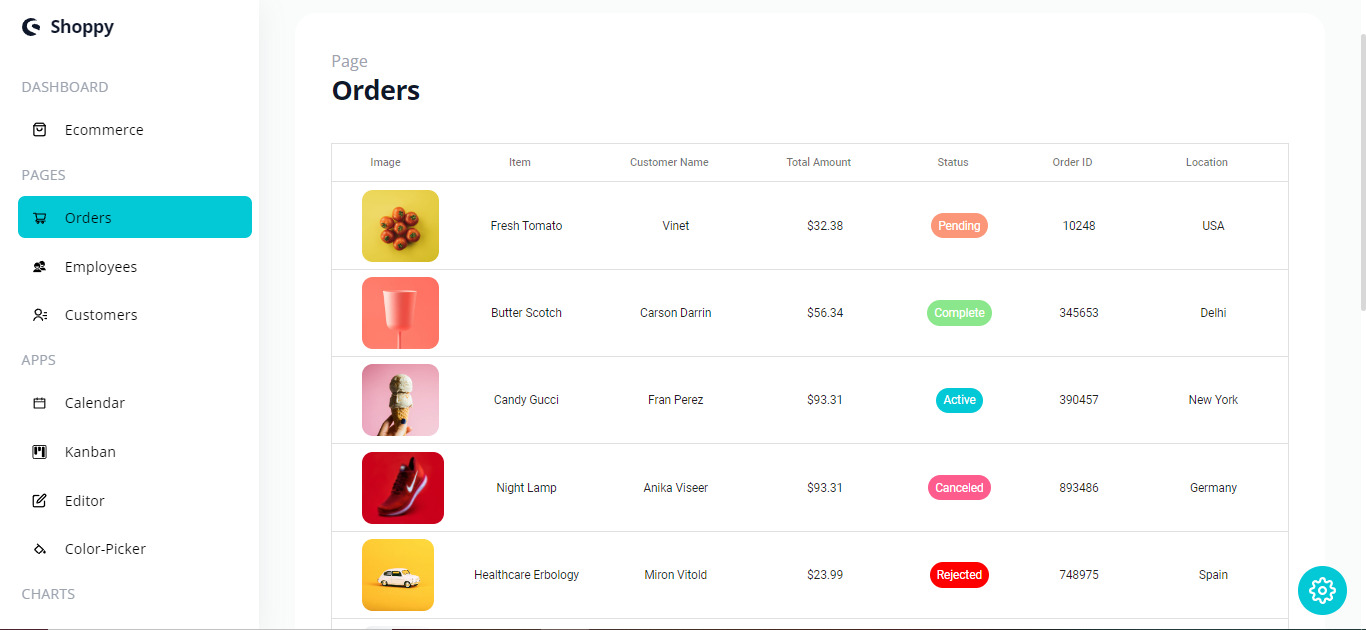 Shoppy
DASHBOARD
Ecommerce
PAGES
Orders
Employees
Customers
APPS
Calendar
Kanban
Editor
Color-Picker
CHARTS
Page
Orders
Image Item Customer Name Total Amount Status Order ID Location
Fresh Tomato Vinet $32.38 Pending 10248 USA
Butter Scotch Carson Darrin $56.34 Complete 345653 Delhi
Candy Gucci Fran Perez $93.31 Active 390457 New York
Night Lamp Anika Viseer $93.31 Canceled 893486 Germany
Healthcare Erbology Miron Vitold $23.99 Rejected 748975 Spain